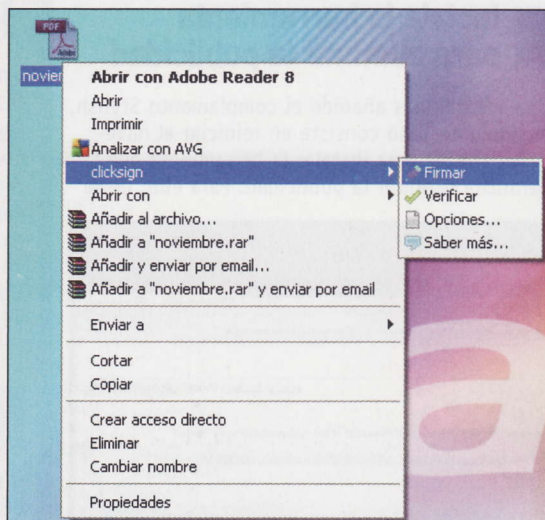 PDF
Adobe
novien
Abrir con Adobe Reader 8
Abrir
Imprimir
Analizar con AVG
clicksign
Abrir con
Añadir al archivo...
Añadir a "noviembre.rar"
Añadir y enviar por email...
Añadir a "noviembre.rar" y enviar por email
Enviar a
Cortar
Copiar
Crear acceso directo
Eliminar
Cambiar nombre
Propiedades
Firmar
Verificar
Opciones...
Saber más...